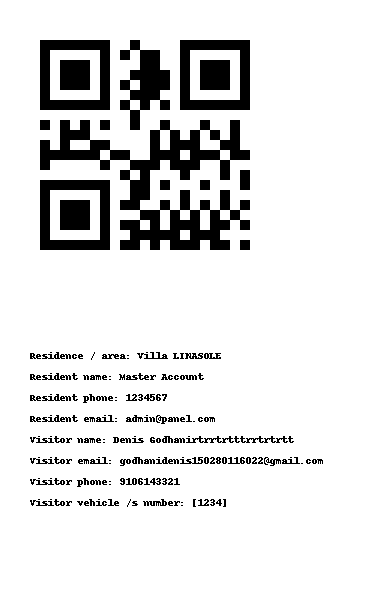 Residence / area: Villa LINASOLE
Resident name: Master Account
Resident phone: 1234567
Resident email: admin@panel.com
Visitor name: Denis Godhanirtrrtrtttrrtrtrtt
Visitor email: godhanidenis150280116022@gmail.com
Visitor phone: 9106143321
Visitor vehicle /s number: [1234]